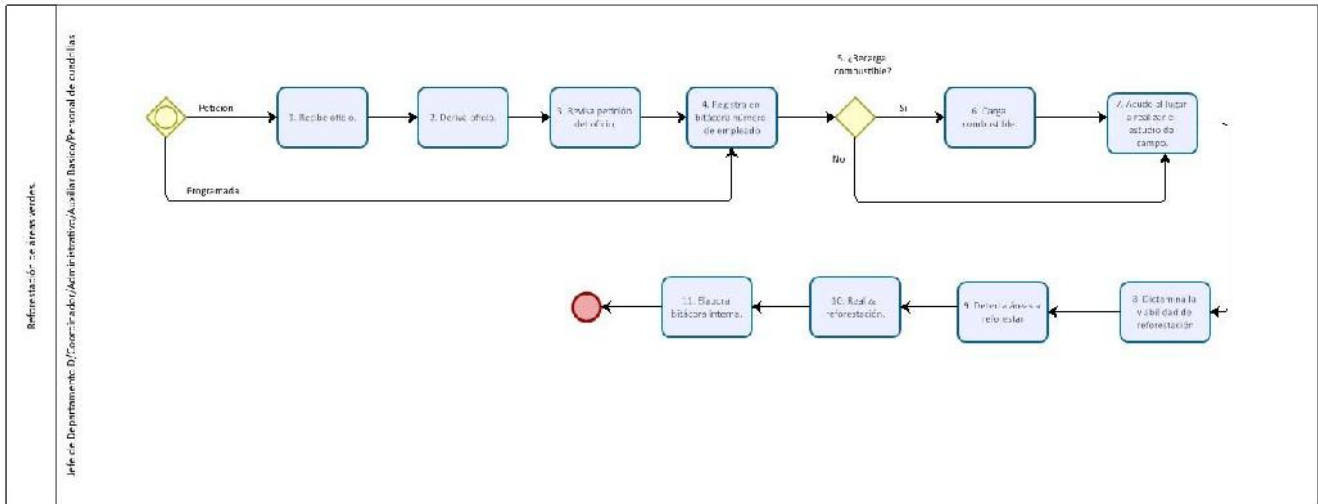 Reforestación de áreas verdes.
Jefe de Departamento D/Coordinador/Administrativo/Auxiliar Basico/Personal de cuadrillas
Peticion
Programada
1. Recibe oficio.
2. Deriva oficio.
3. Revisa petición
del oficio.
4. Registra en
bitácora número
de empleado
5. ¿Recarga
combustible?
Si
No
6. Carga
combustible.
7. Acude al lugar
a realizar el
estudio de
campo.
8. Dictamina la
viabilidad de
reforestación
9. Detecta áreas a
reforestar.
10. Realiza
reforestación.
11. Elabora
bitácora interna.